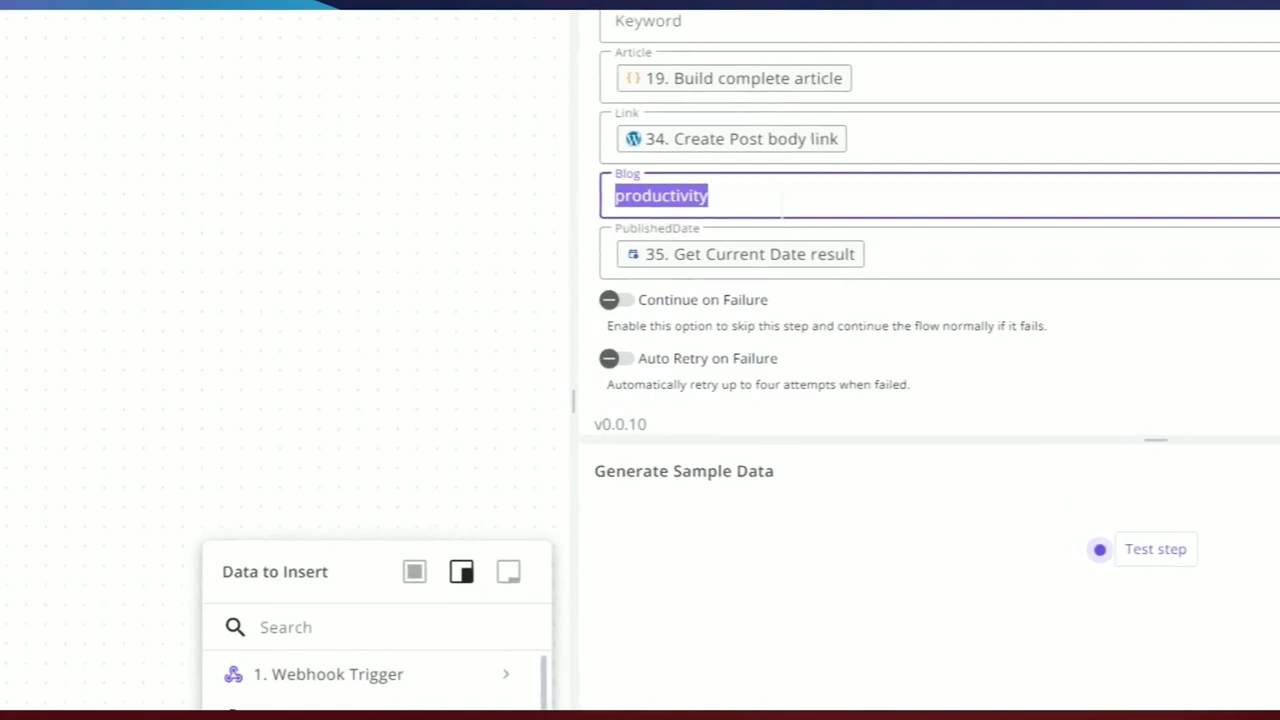 Keyword
Article
19. Build complete article
Link
34. Create Post body link
Blog
productivity
PublishedDate
35. Get Current Date result
Continue on Failure
Enable this option to skip this step and continue the flow normally if it fails.
Auto Retry on Failure
Automatically retry up to four attempts when failed.
v0.0.10
Generate Sample Data
Test step
Data to Insert
Search
1. Webhook Trigger